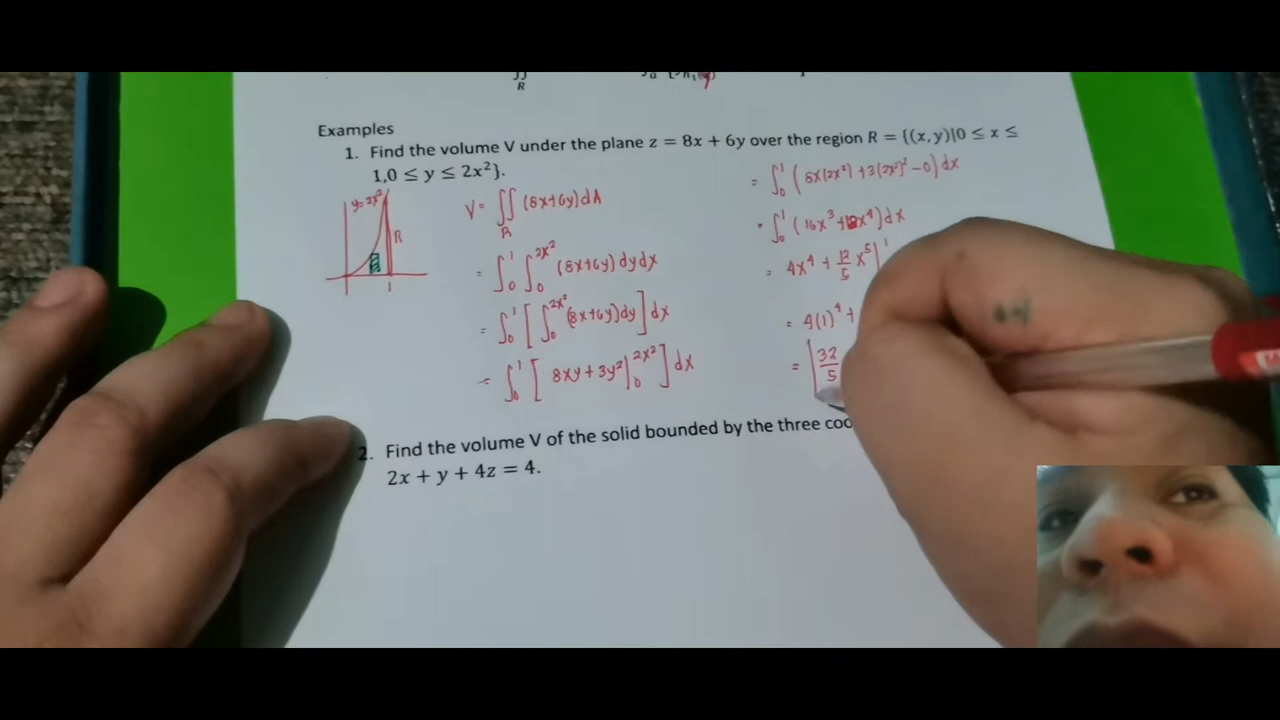 R
Examples
1. Find the volume V under the plane z = 8x + 6y over the region R = {(x, y)|0 ≤ x ≤
1,0 ≤ y ≤ 2x²}.
y=2x²
R
1
V = ∬_R (8x+6y)dA
= ∫₀¹ ∫₀^{2x²} (8x+6y) dy dx
= ∫₀¹ [ ∫₀^{2x²} (8x+6y)dy ] dx
= ∫₀¹ [ 8xy + 3y² |₀^{2x²} ] dx
= ∫₀¹ ( 8x(2x²) + 3(2x²)² - 0 ) dx
= ∫₀¹ ( 16x³ + 12x⁴ ) dx
= 4x⁴ + 12/5 x⁵ |¹
= 4(1)⁴ +
= 32/5
2. Find the volume V of the solid bounded by the three
2x + y + 4z = 4.